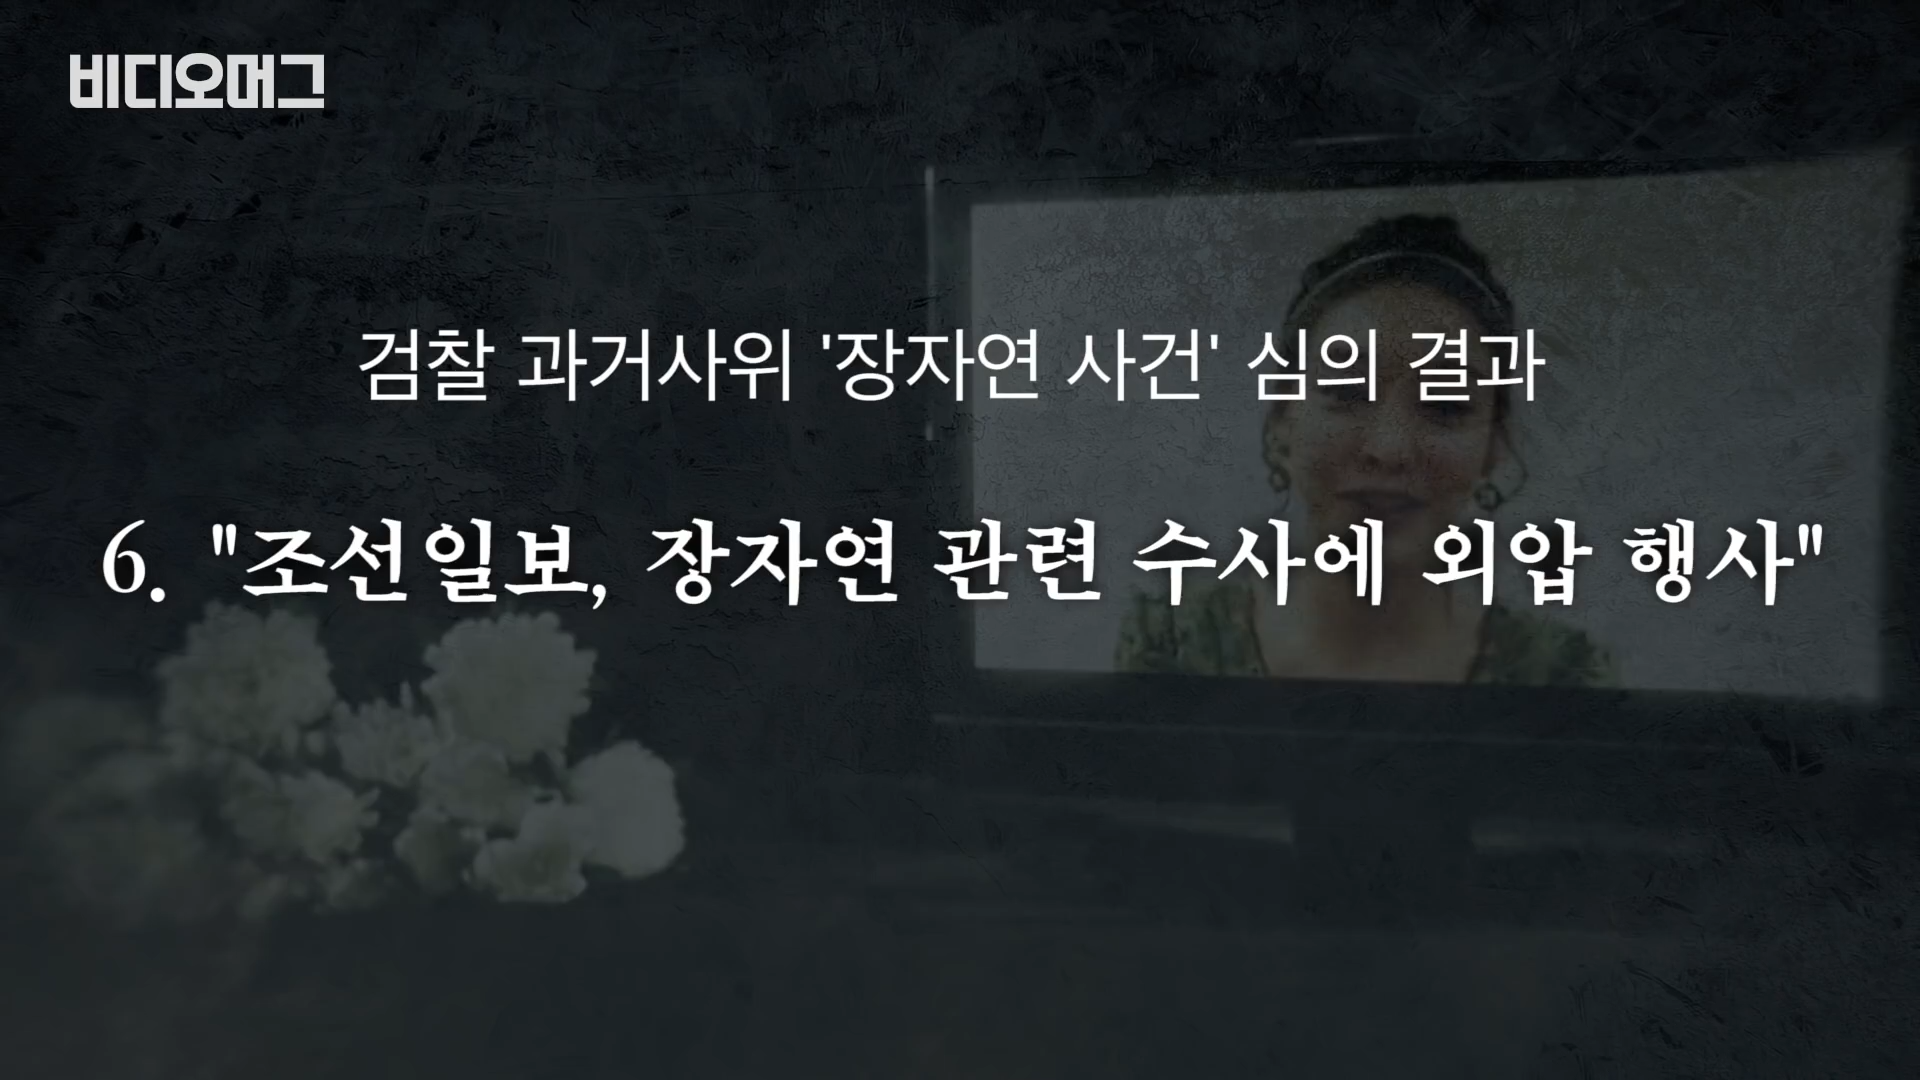 비디오머그
검찰 과거사위 '장자연 사건' 심의 결과
6. "조선일보, 장자연 관련 수사에 외압 행사"